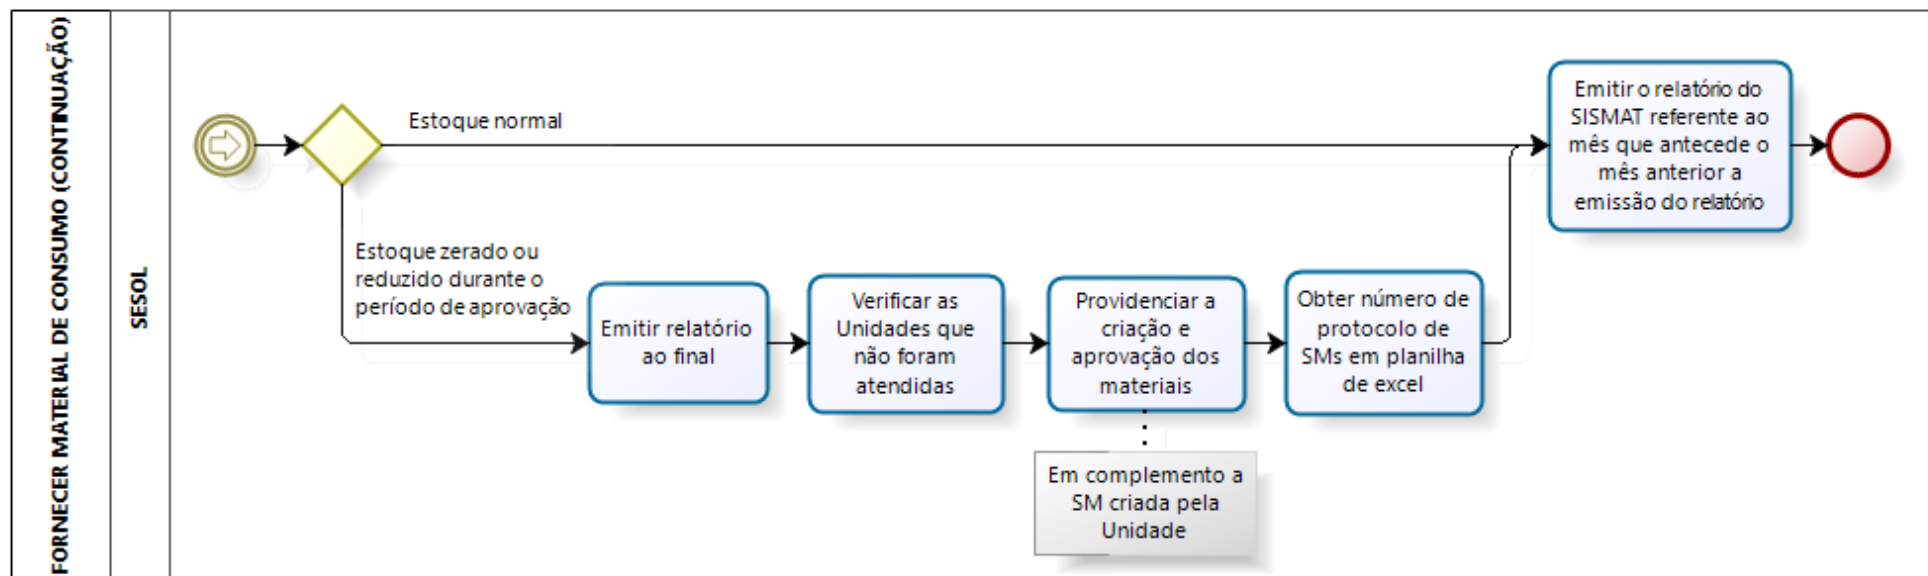 FORNECER MATERIAL DE CONSUMO (CONTINUAÇÃO)
SESOL
Estoque normal
Estoque zerado ou
reduzido durante o
período de aprovação
Emitir relatório
ao final
Verificar as
Unidades que
não foram
atendidas
Providenciar a
criação e
aprovação dos
materiais
Em complemento a
SM criada pela
Unidade
Obter número de
protocolo de
SMs em planilha
de excel
Emitir o relatório do
SISMAT referente ao
mês que antecede o
mês anterior a
emissão do relatório